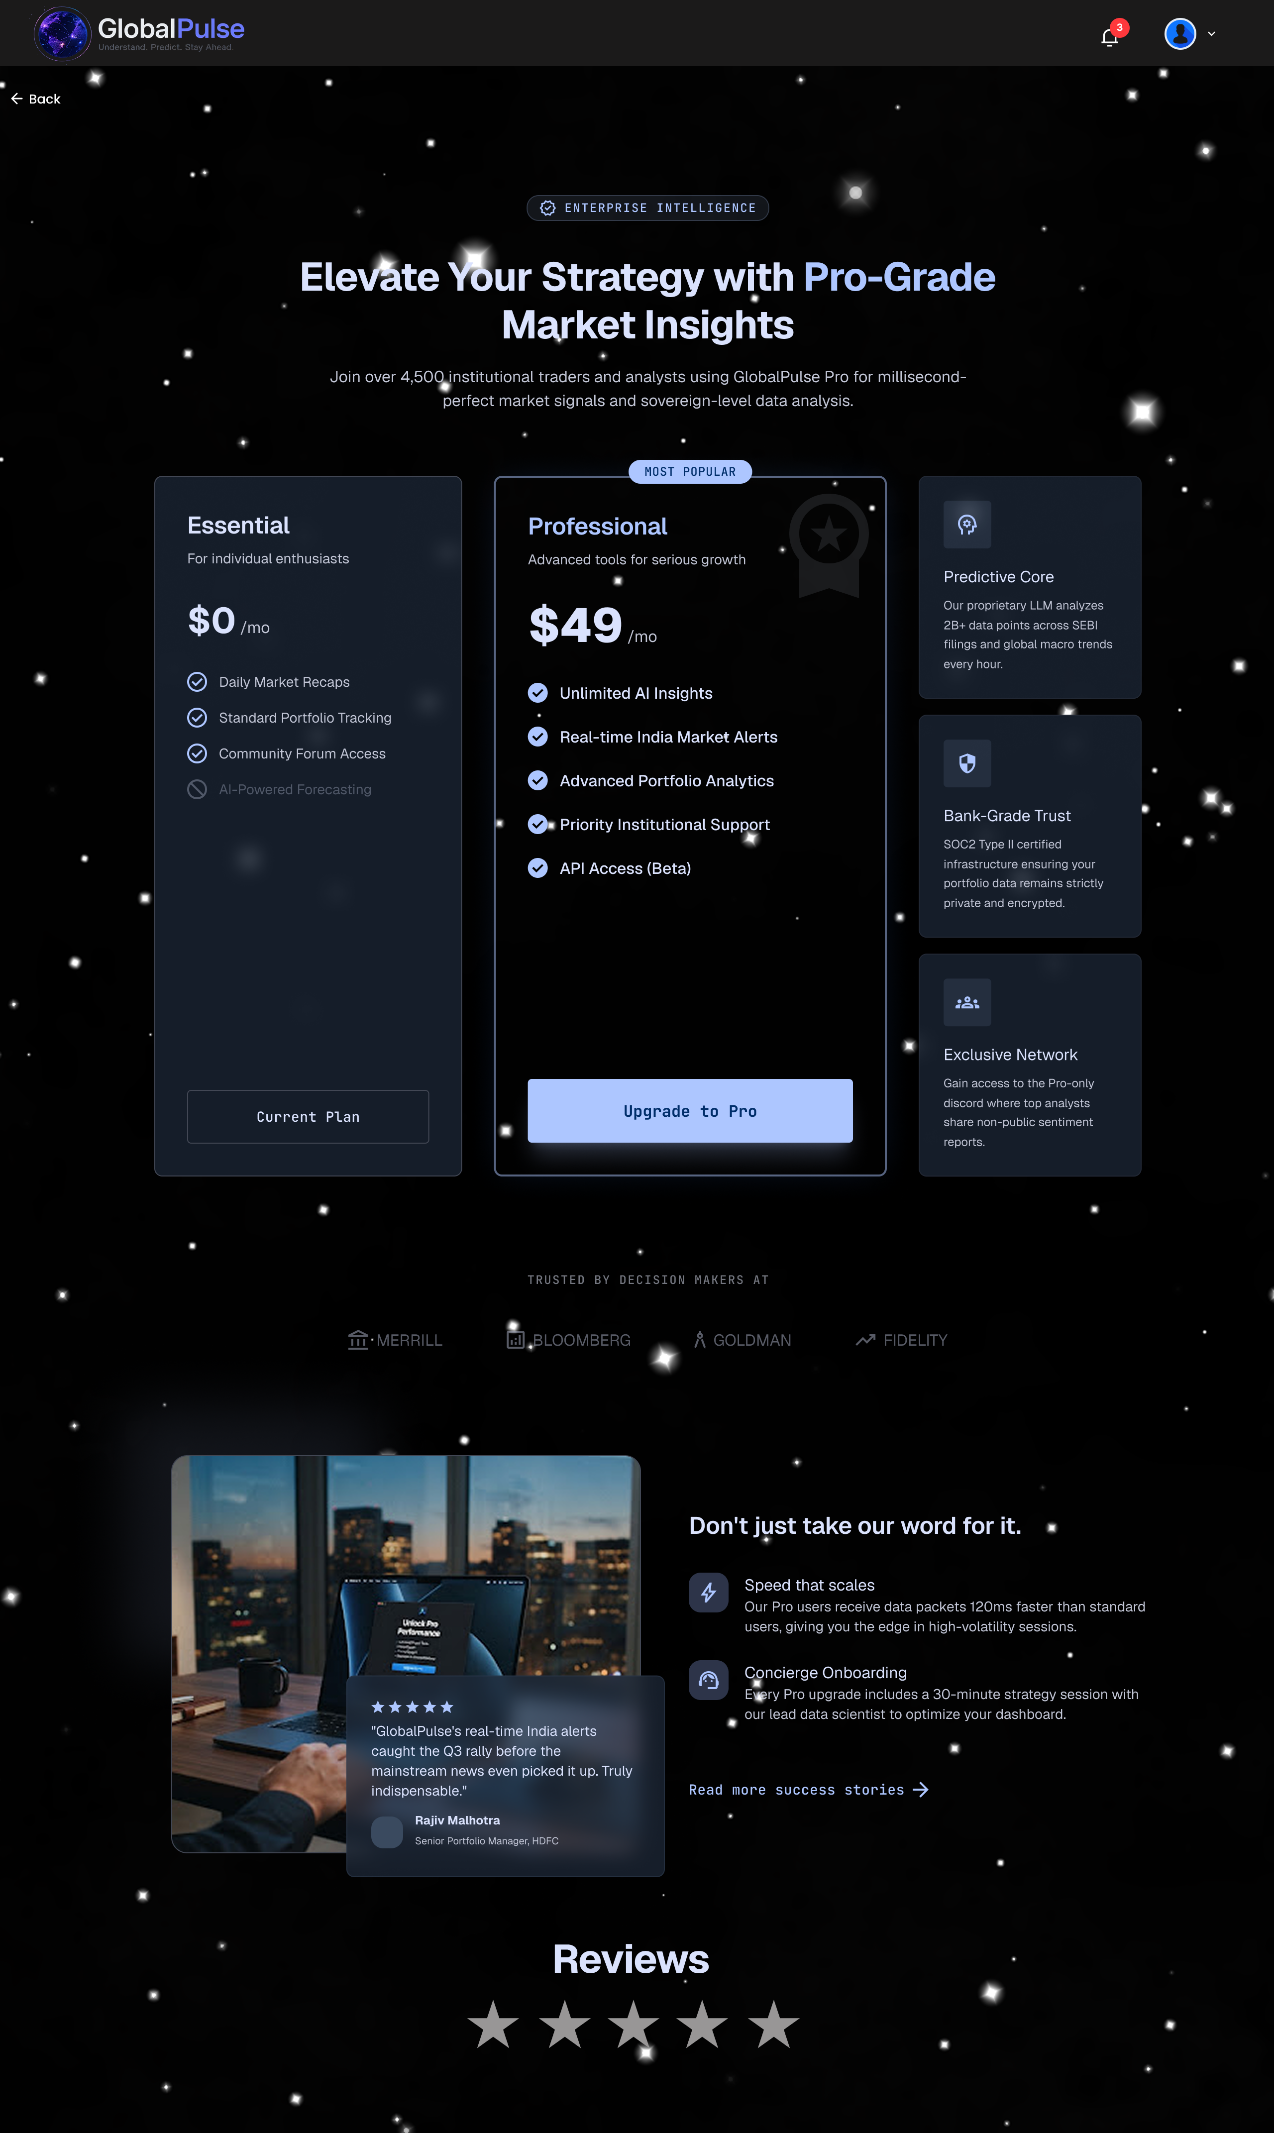 GlobalPulse
Understand. Predict. Stay Ahead.
3
Back
ENTERPRISE INTELLIGENCE
Elevate Your Strategy with Pro-Grade
Market Insights
Join over 4,500 institutional traders and analysts using GlobalPulse Pro for millisecond-
perfect market signals and sovereign-level data analysis.
Essential
For individual enthusiasts
$0 /mo
Daily Market Recaps
Standard Portfolio Tracking
Community Forum Access
AI-Powered Forecasting
Current Plan
MOST POPULAR
Professional
Advanced tools for serious growth
$49 /mo
Unlimited AI Insights
Real-time India Market Alerts
Advanced Portfolio Analytics
Priority Institutional Support
API Access (Beta)
Upgrade to Pro
Predictive Core
Our proprietary LLM analyzes
2B+ data points across SEBI
filings and global macro trends
every hour.
Bank-Grade Trust
SOC2 Type II certified
infrastructure ensuring your
portfolio data remains strictly
private and encrypted.
Exclusive Network
Gain access to the Pro-only
discord where top analysts
share non-public sentiment
reports.
TRUSTED BY DECISION MAKERS AT
MERRILL
BLOOMBERG
GOLDMAN
FIDELITY
Unlock Pro
Performance
"GlobalPulse's real-time India alerts
caught the Q3 rally before the
mainstream news even picked it up. Truly
indispensable."
Rajiv Malhotra
Senior Portfolio Manager, HDFC
Don't just take our word for it.
Speed that scales
Our Pro users receive data packets 120ms faster than standard
users, giving you the edge in high-volatility sessions.
Concierge Onboarding
Every Pro upgrade includes a 30-minute strategy session with
our lead data scientist to optimize your dashboard.
Read more success stories
Reviews